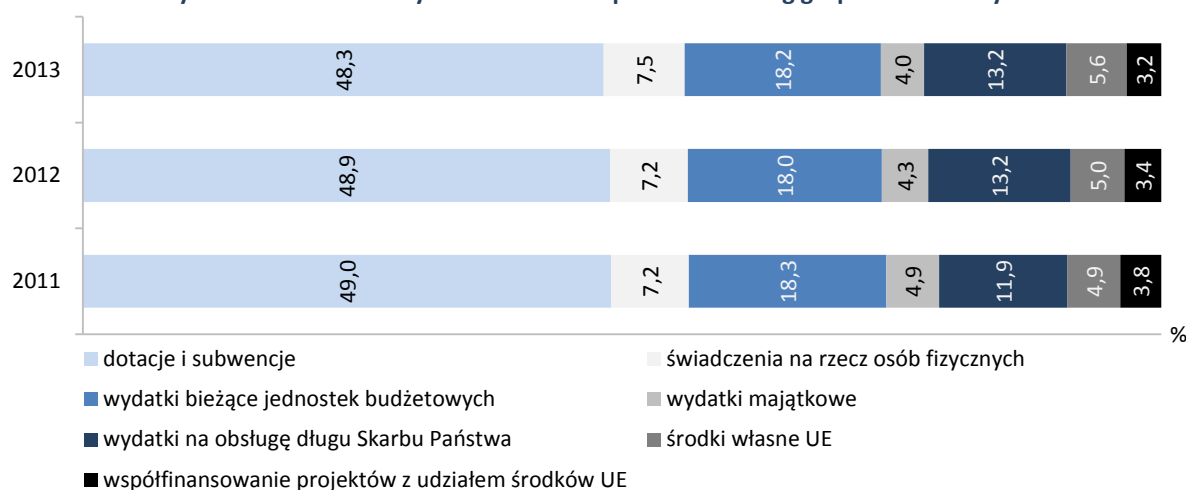 2013 48,3 7,5 18,2 4,0 13,2 5,6 3,2
2012 48,9 7,2 18,0 4,3 13,2 5,0 3,4
2011 49,0 7,2 18,3 4,9 11,9 4,9 3,8
%
dotacje i subwencje
świadczenia na rzecz osób fizycznych
wydatki bieżące jednostek budżetowych
wydatki majątkowe
wydatki na obsługę długu Skarbu Państwa
środki własne UE
współfinansowanie projektów z udziałem środków UE